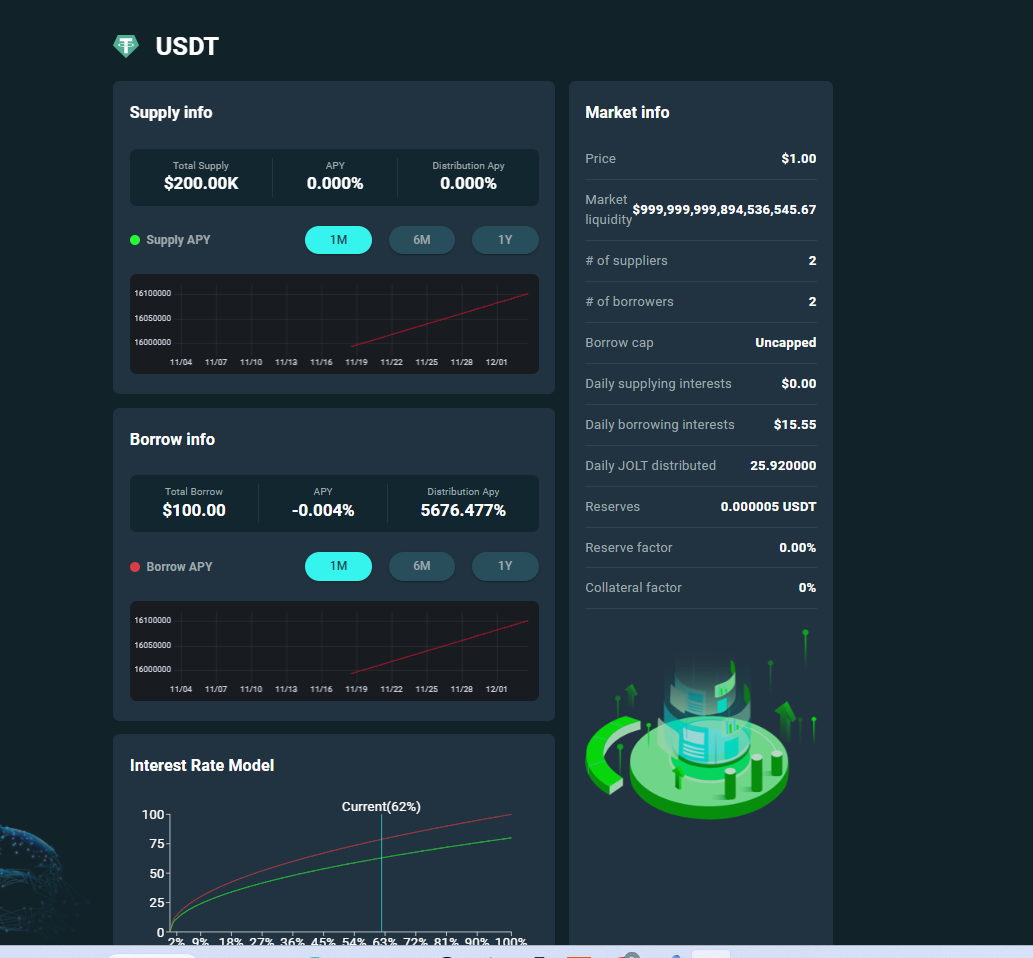 USDT
Supply info
Total Supply APY Distribution Apy
$200.00K 0.000% 0.000%
Supply APY 1M 6M 1Y
16100000
16050000
16000000
11/04 11/07 11/10 11/13 11/16 11/19 11/22 11/25 11/28 12/01
Borrow info
Total Borrow APY Distribution Apy
$100.00 -0.004% 5676.477%
Borrow APY 1M 6M 1Y
16100000
16050000
16000000
11/04 11/07 11/10 11/13 11/16 11/19 11/22 11/25 11/28 12/01
Interest Rate Model
Current(62%)
100
75
50
25
0
2% 9% 18% 27% 36% 45% 54% 63% 72% 81% 90% 100%
Market info
Price $1.00
Market
liquidity $999,999,999,894,536,545.67
# of suppliers 2
# of borrowers 2
Borrow cap Uncapped
Daily supplying interests $0.00
Daily borrowing interests $15.55
Daily JOLT distributed 25.920000
Reserves 0.000005 USDT
Reserve factor 0.00%
Collateral factor 0%